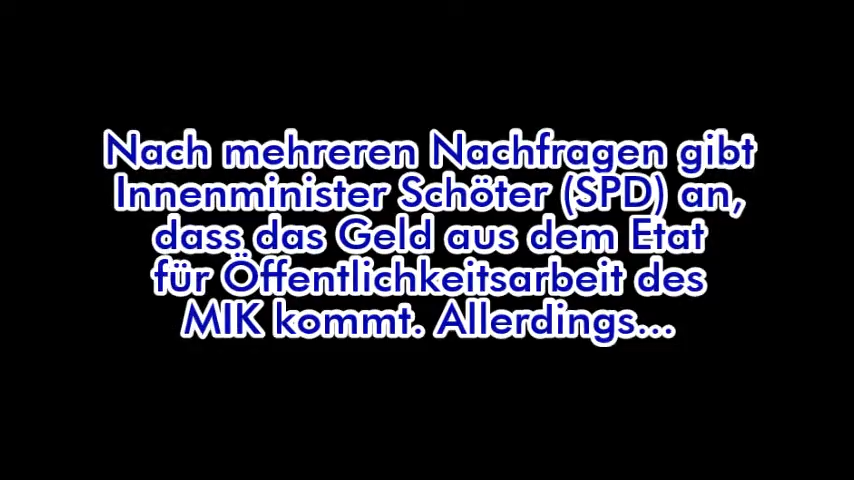 Nach mehreren Nachfragen gibt
Innenminister Schöter (SPD) an,
dass das Geld aus dem Etat
für Öffentlichkeitsarbeit des
MIK kommt. Allerdings...